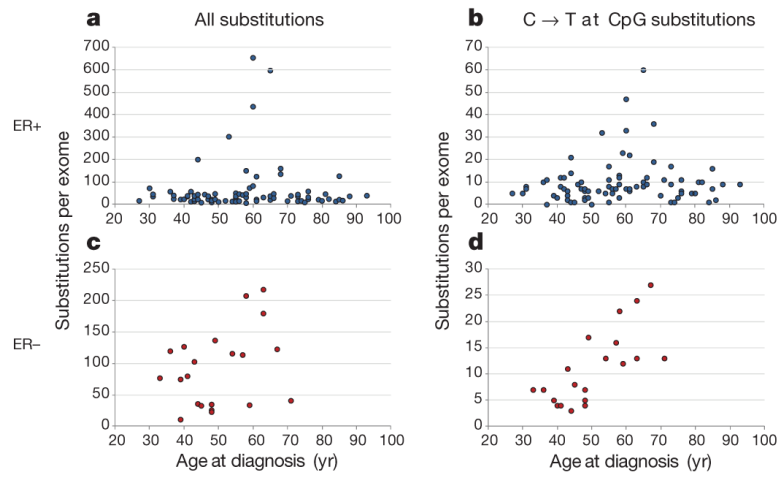 a All substitutions
b C → T at CpG substitutions
ER+
Substitutions per exome
700
600
500
400
300
200
100
0
20 30 40 50 60 70 80 90 100
Substitutions per exome
70
60
50
40
30
20
10
0
20 30 40 50 60 70 80 90 100
c
d
ER–
250
200
150
100
50
0
20 30 40 50 60 70 80 90 100
Age at diagnosis (yr)
30
25
20
15
10
5
0
20 30 40 50 60 70 80 90 100
Age at diagnosis (yr)